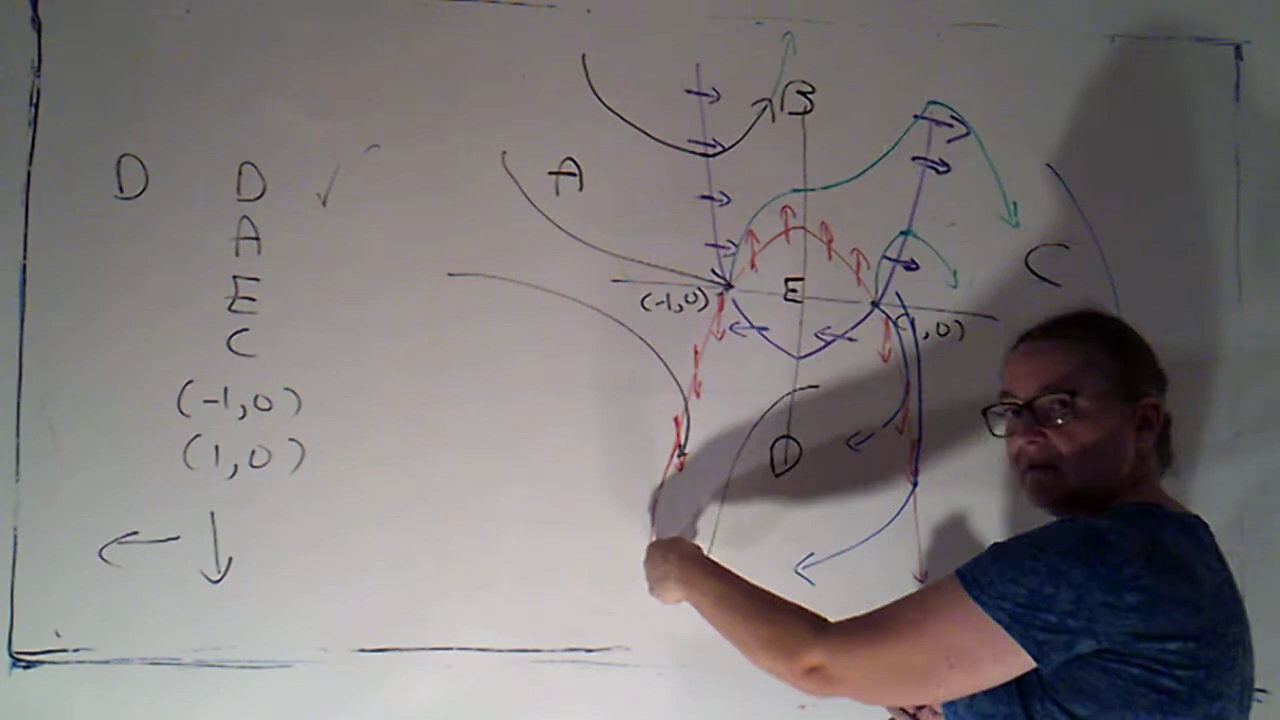 D D ✓
A
E
C
(-1,0)
(1,0)
B
A
C
(-1,0)
E
(1,0)
D